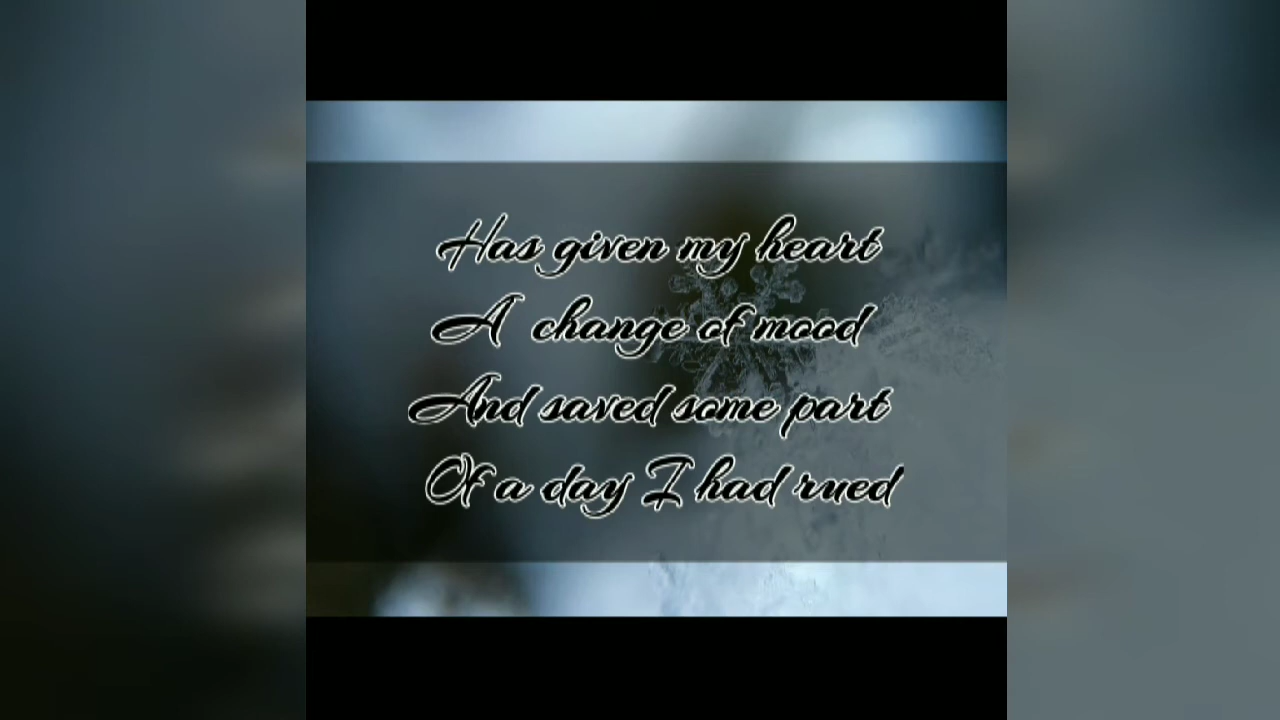 Has given my heart
A change of mood
And saved some part
Of a day I had rued